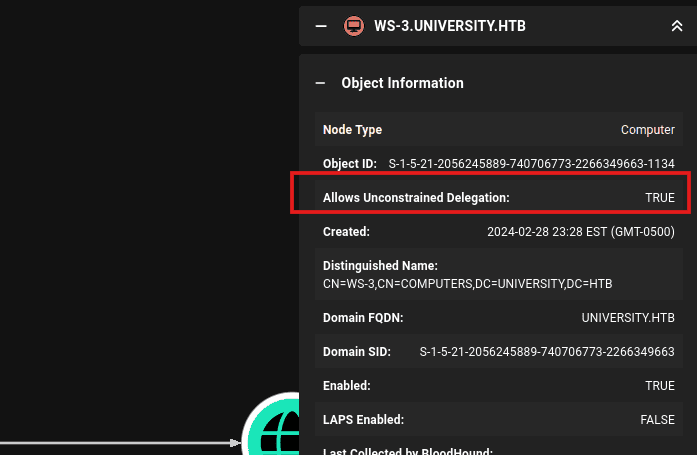 WS-3.UNIVERSITY.HTB
Object Information
Node Type Computer
Object ID: S-1-5-21-2056245889-740706773-2266349663-1134
Allows Unconstrained Delegation: TRUE
Created: 2024-02-28 23:28 EST (GMT-0500)
Distinguished Name:
CN=WS-3,CN=COMPUTERS,DC=UNIVERSITY,DC=HTB
Domain FQDN: UNIVERSITY.HTB
Domain SID: S-1-5-21-2056245889-740706773-2266349663
Enabled: TRUE
LAPS Enabled: FALSE
Last Collected by BloodHound: